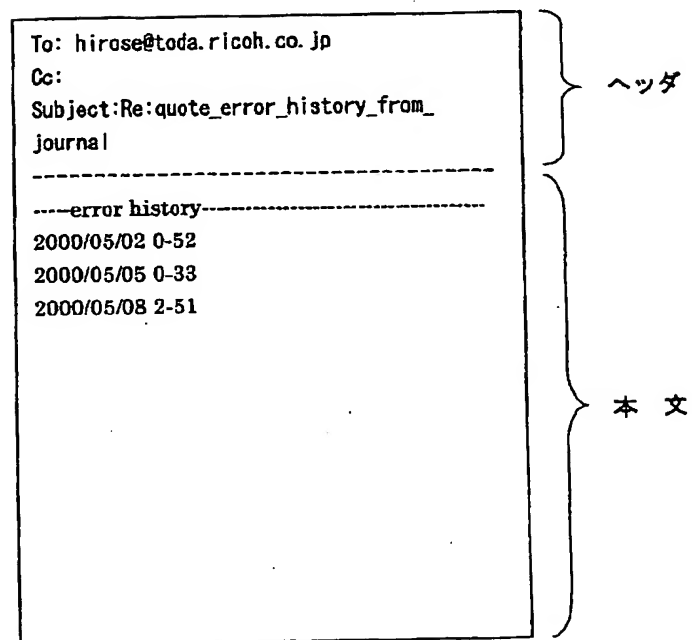 To: hirose@toda.ricoh.co.jp
Cc:
Subject:Re:quote_error_history_from_
journal
ヘッダ
-----error history-----------------------------------
2000/05/02 0-52
2000/05/05 0-33
2000/05/08 2-51
本 文